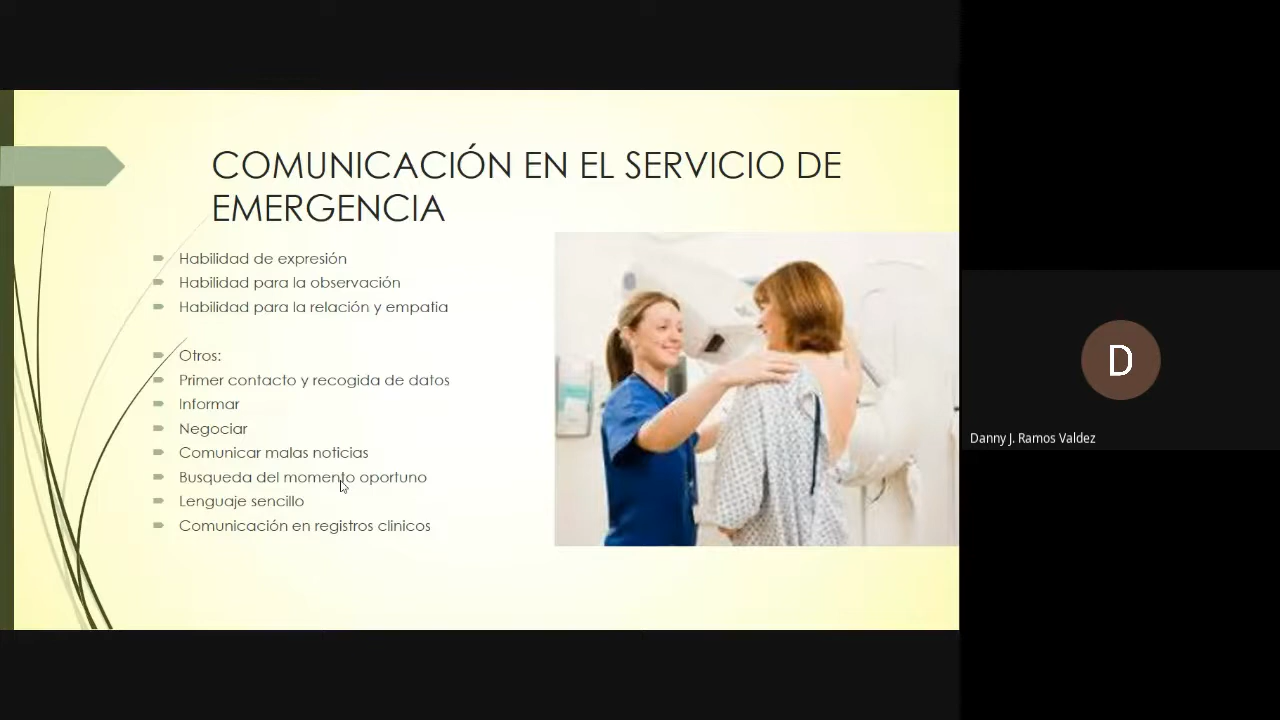 COMUNICACIÓN EN EL SERVICIO DE
EMERGENCIA
Habilidad de expresión
Habilidad para la observación
Habilidad para la relación y empatia
Otros:
Primer contacto y recogida de datos
Informar
Negociar
Comunicar malas noticias
Busqueda del momento oportuno
Lenguaje sencillo
Comunicación en registros clinicos
D
Danny J. Ramos Valdez